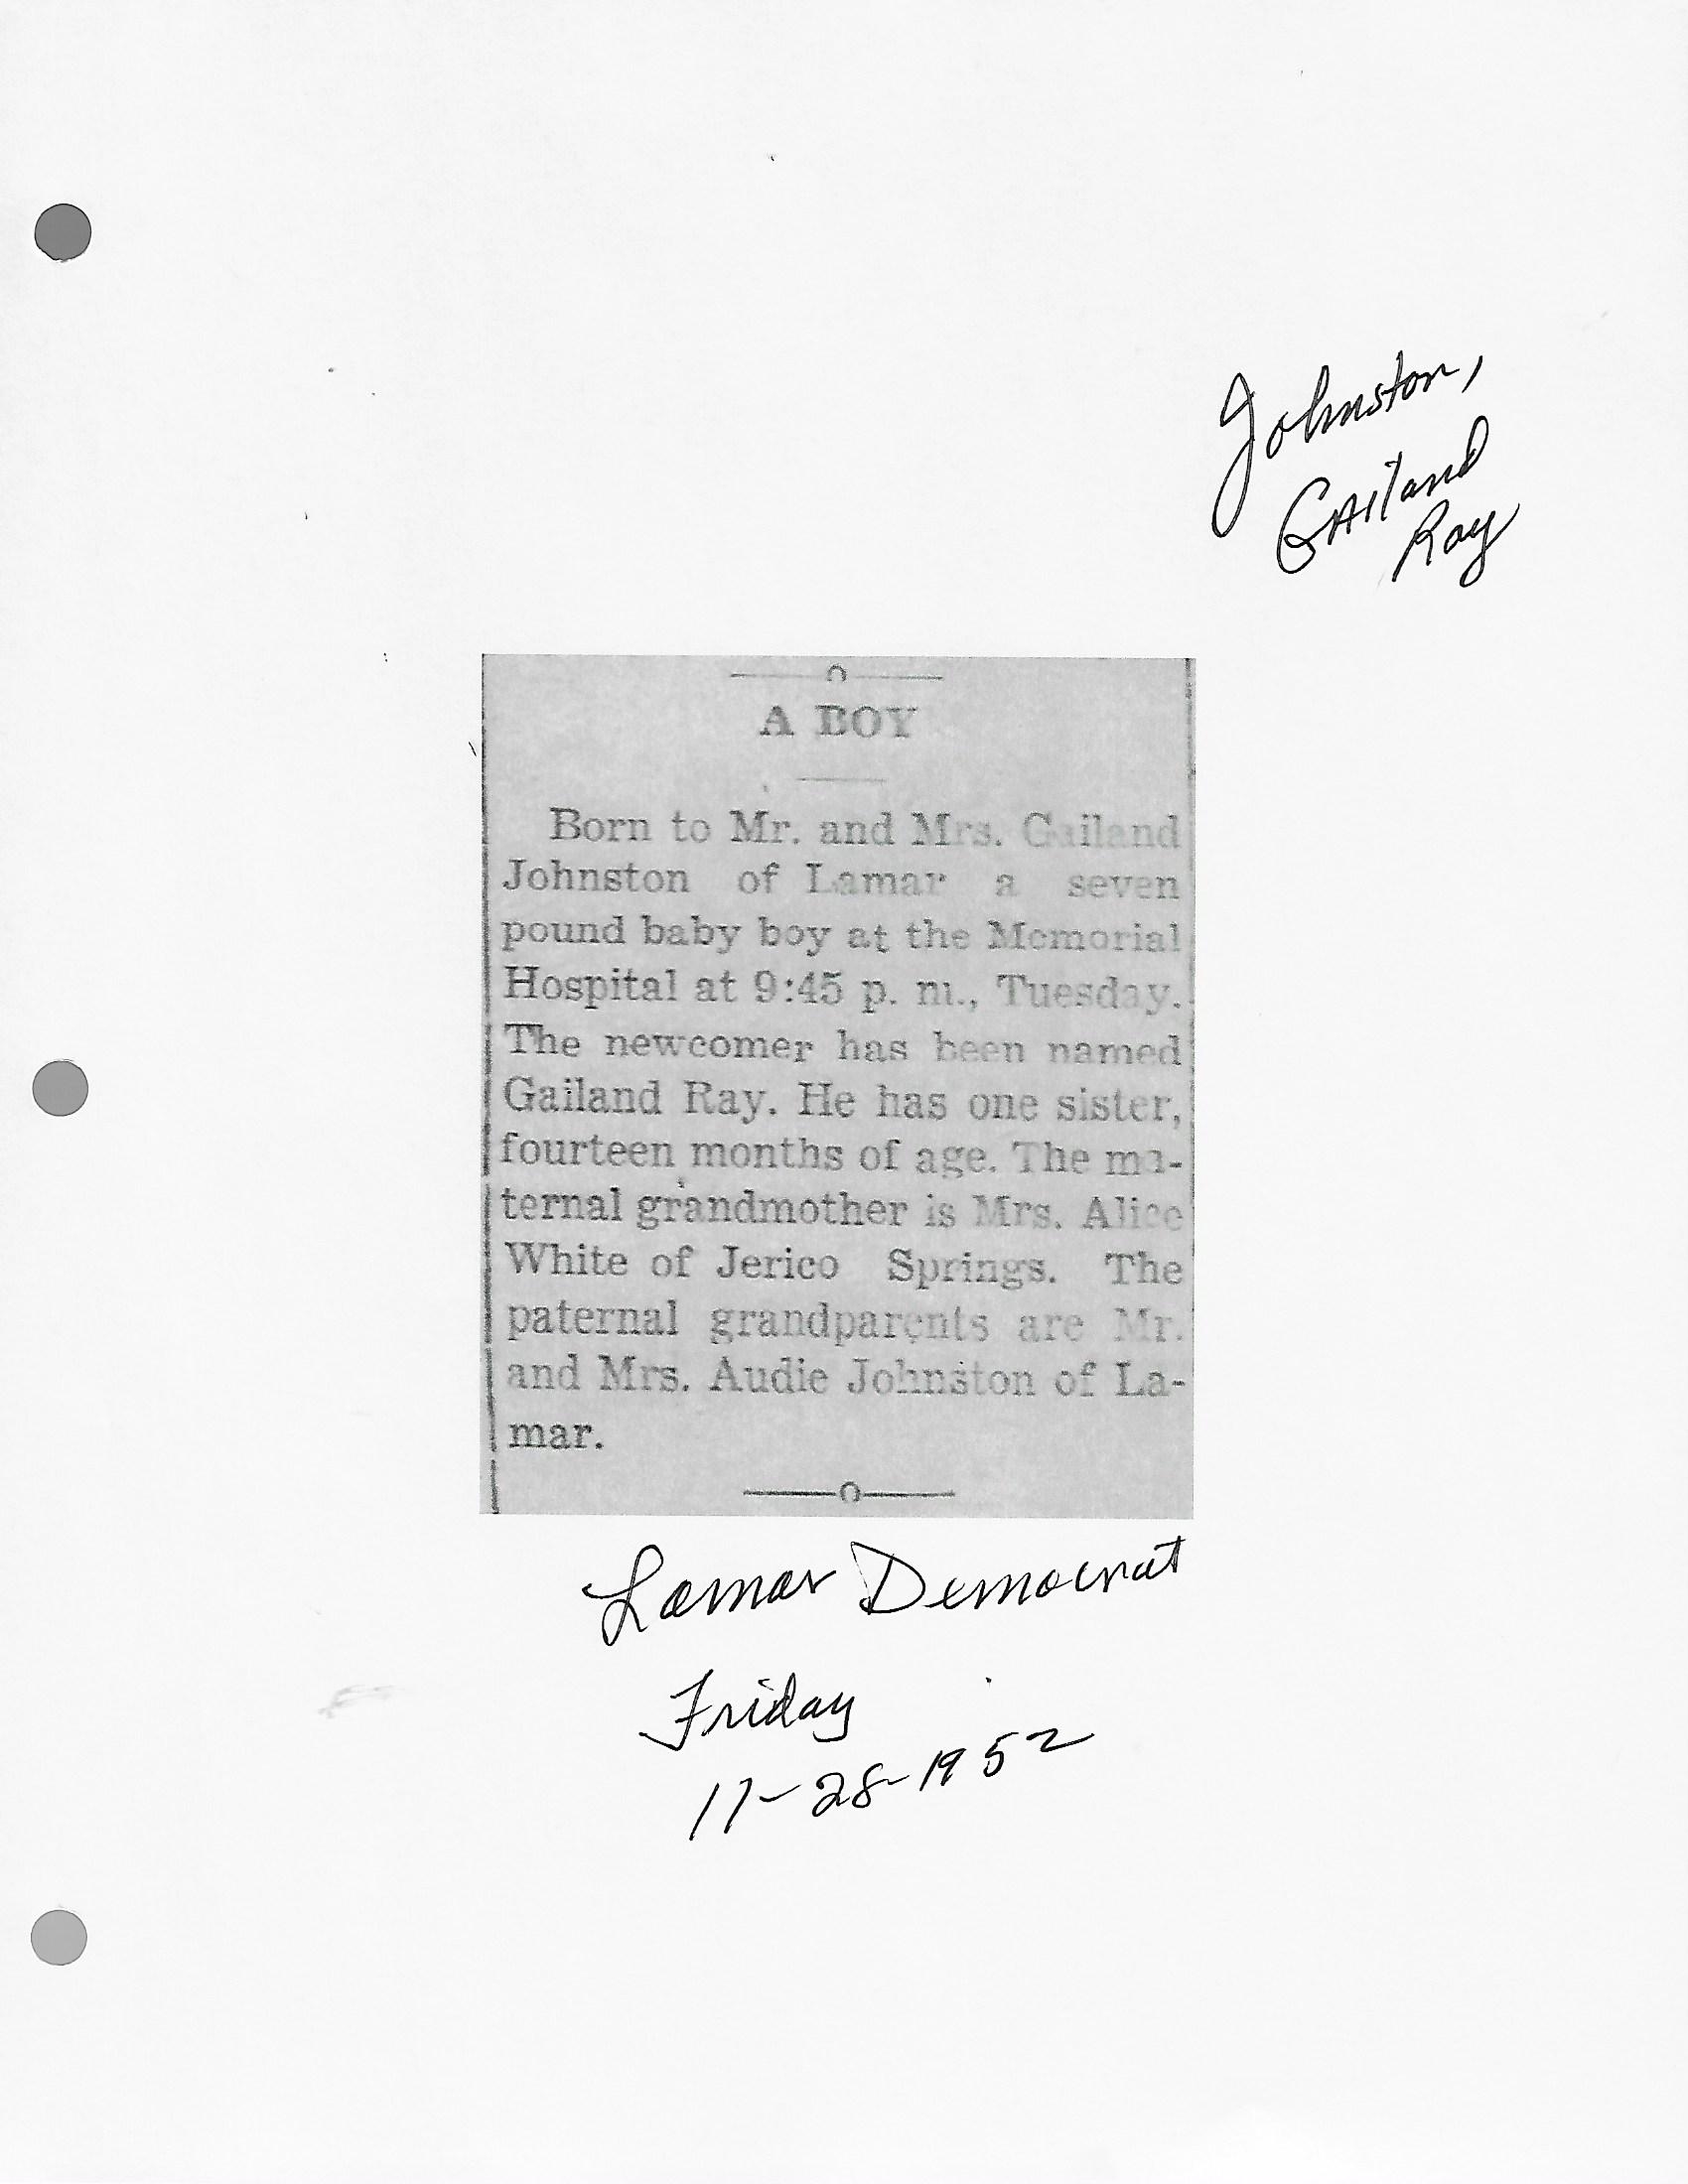 Johnston,
Gailand
Ray
A BOY
Born to Mr. and Mrs. Gailand
Johnston of Lamar a seven
pound baby boy at the Memorial
Hospital at 9:45 p. m., Tuesday.
The newcomer has been named
Gailand Ray. He has one sister,
fourteen months of age. The ma-
ternal grandmother is Mrs. Alice
White of Jerico Springs. The
paternal grandparents are Mr.
and Mrs. Audie Johnston of La-
mar.
Lamar Democrat
Friday
11-28-1952